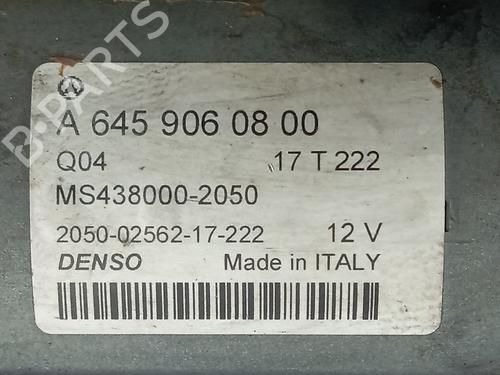 A 645 906 08 00
Q04 17 T 222
MS438000-2050
2050-02562-17-222 12 V
DENSO Made in ITALY
B-PARTS